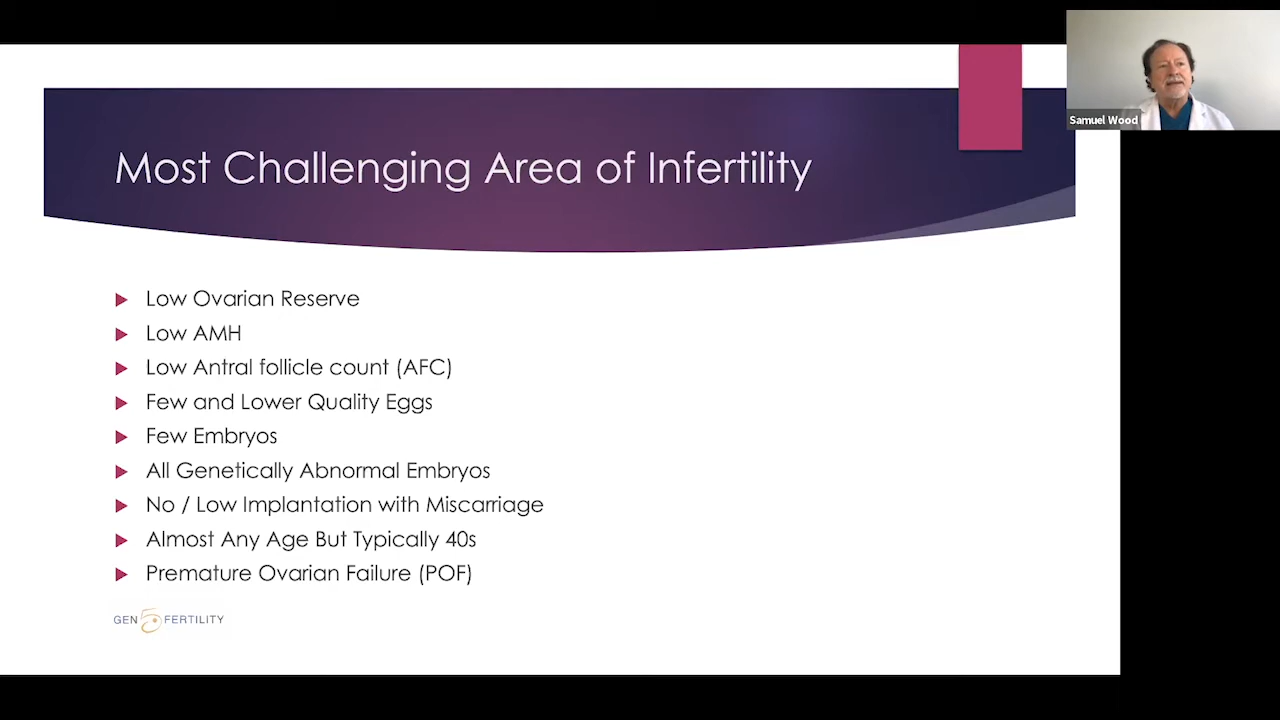 Samuel Wood
Most Challenging Area of Infertility
Low Ovarian Reserve
Low AMH
Low Antral follicle count (AFC)
Few and Lower Quality Eggs
Few Embryos
All Genetically Abnormal Embryos
No / Low Implantation with Miscarriage
Almost Any Age But Typically 40s
Premature Ovarian Failure (POF)
GEN 5 FERTILITY